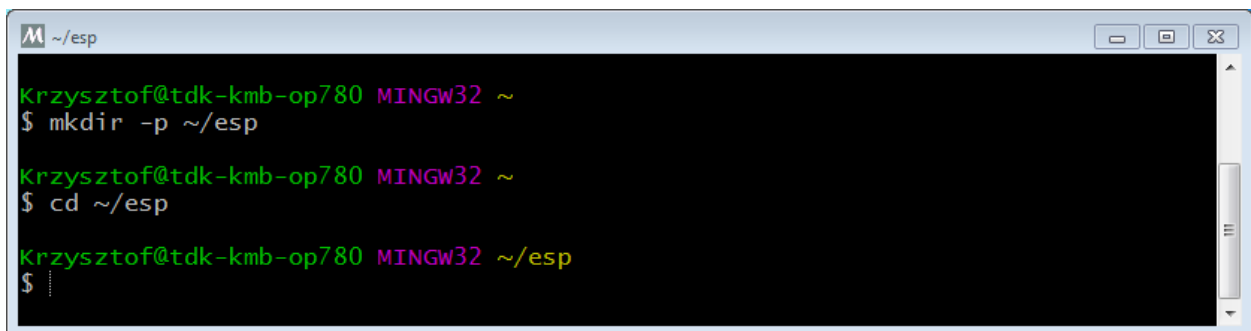 M ~/esp
Krzysztof@tdk-kmb-op780 MINGW32 ~
$ mkdir -p ~/esp
Krzysztof@tdk-kmb-op780 MINGW32 ~
$ cd ~/esp
Krzysztof@tdk-kmb-op780 MINGW32 ~/esp
$